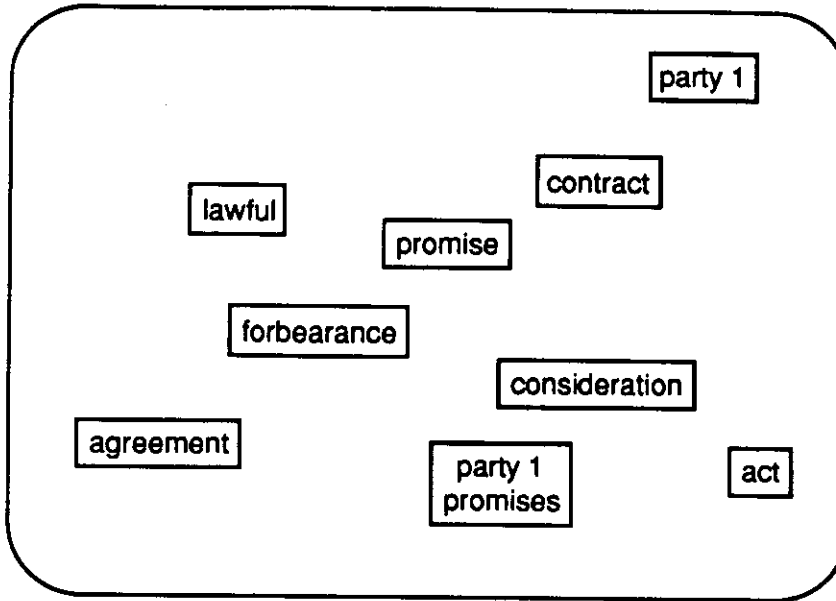 party 1
contract
lawful
promise
forbearance
consideration
agreement
party 1
promises
act